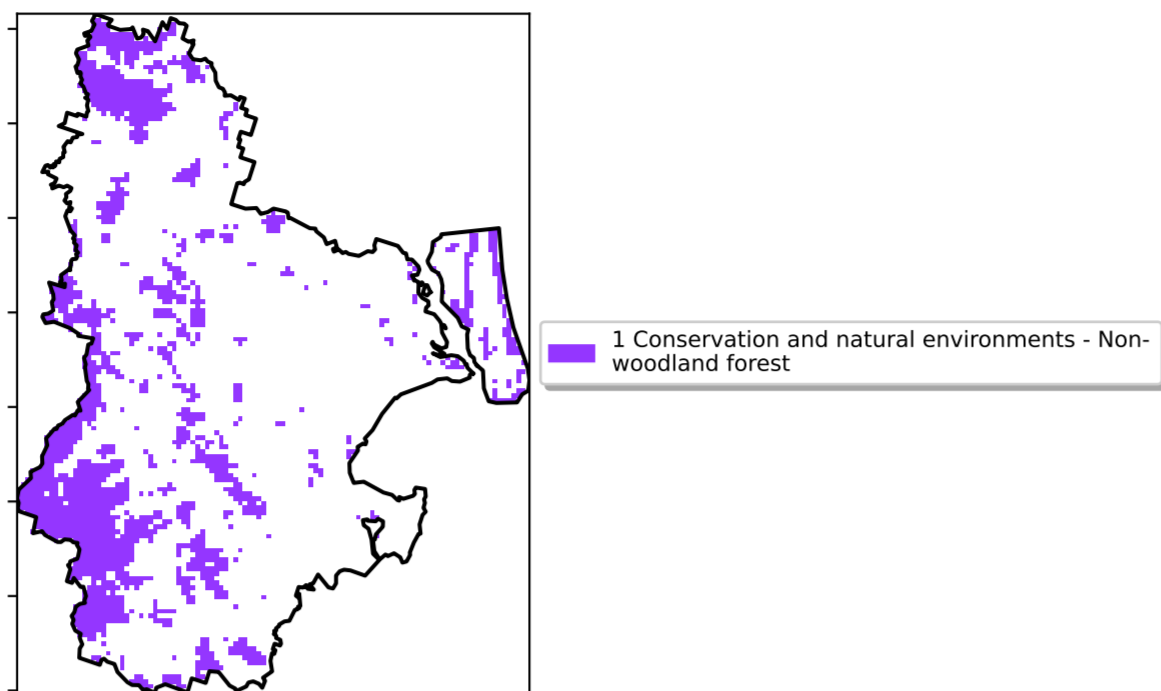 1 Conservation and natural environments - Non-
woodland forest